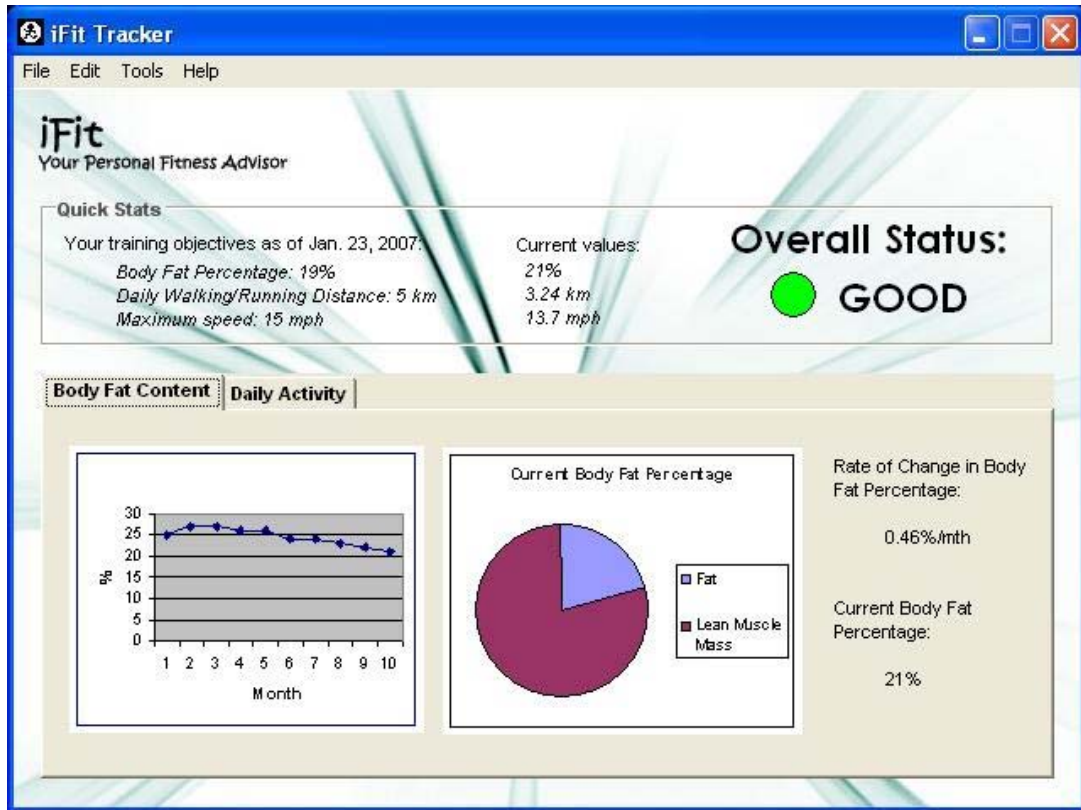 iFit Tracker
File Edit Tools Help
iFit
Your Personal Fitness Advisor
Quick Stats
Your training objectives as of Jan. 23, 2007:
Body Fat Percentage: 19%
Daily Walking/Running Distance: 5 km
Maximum speed: 15 mph
Current values:
21%
3.24 km
13.7 mph
Overall Status:
GOOD
Body Fat Content
Daily Activity
30
25
20
15
10
5
0
%
1 2 3 4 5 6 7 8 9 10
Month
Current Body Fat Percentage
Fat
Lean Muscle
Mass
Rate of Change in Body
Fat Percentage:
0.46%/mth
Current Body Fat
Percentage:
21%